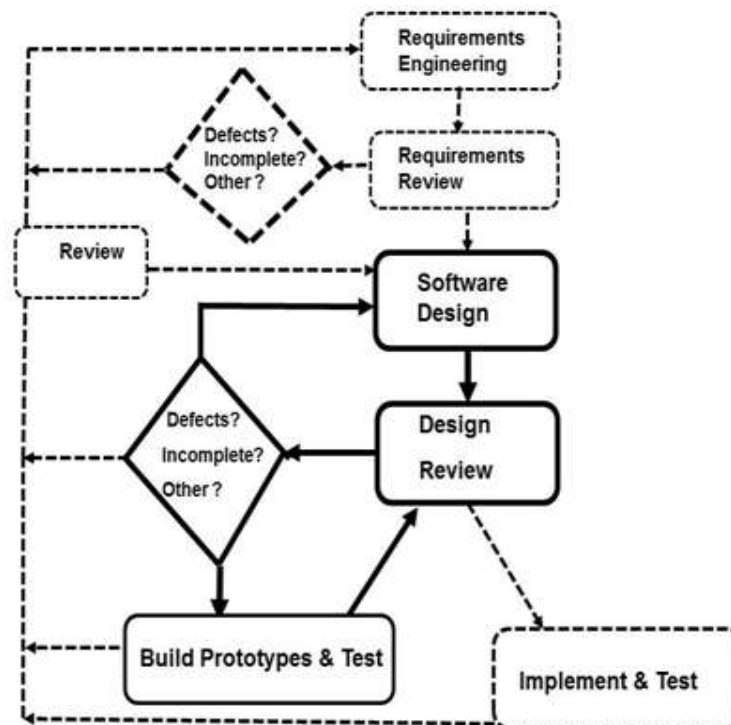 Requirements
Engineering
Defects?
Incomplete?
Other ?
Requirements
Review
Review
Software
Design
Defects?
Incomplete?
Other ?
Design
Review
Build Prototypes & Test
Implement & Test